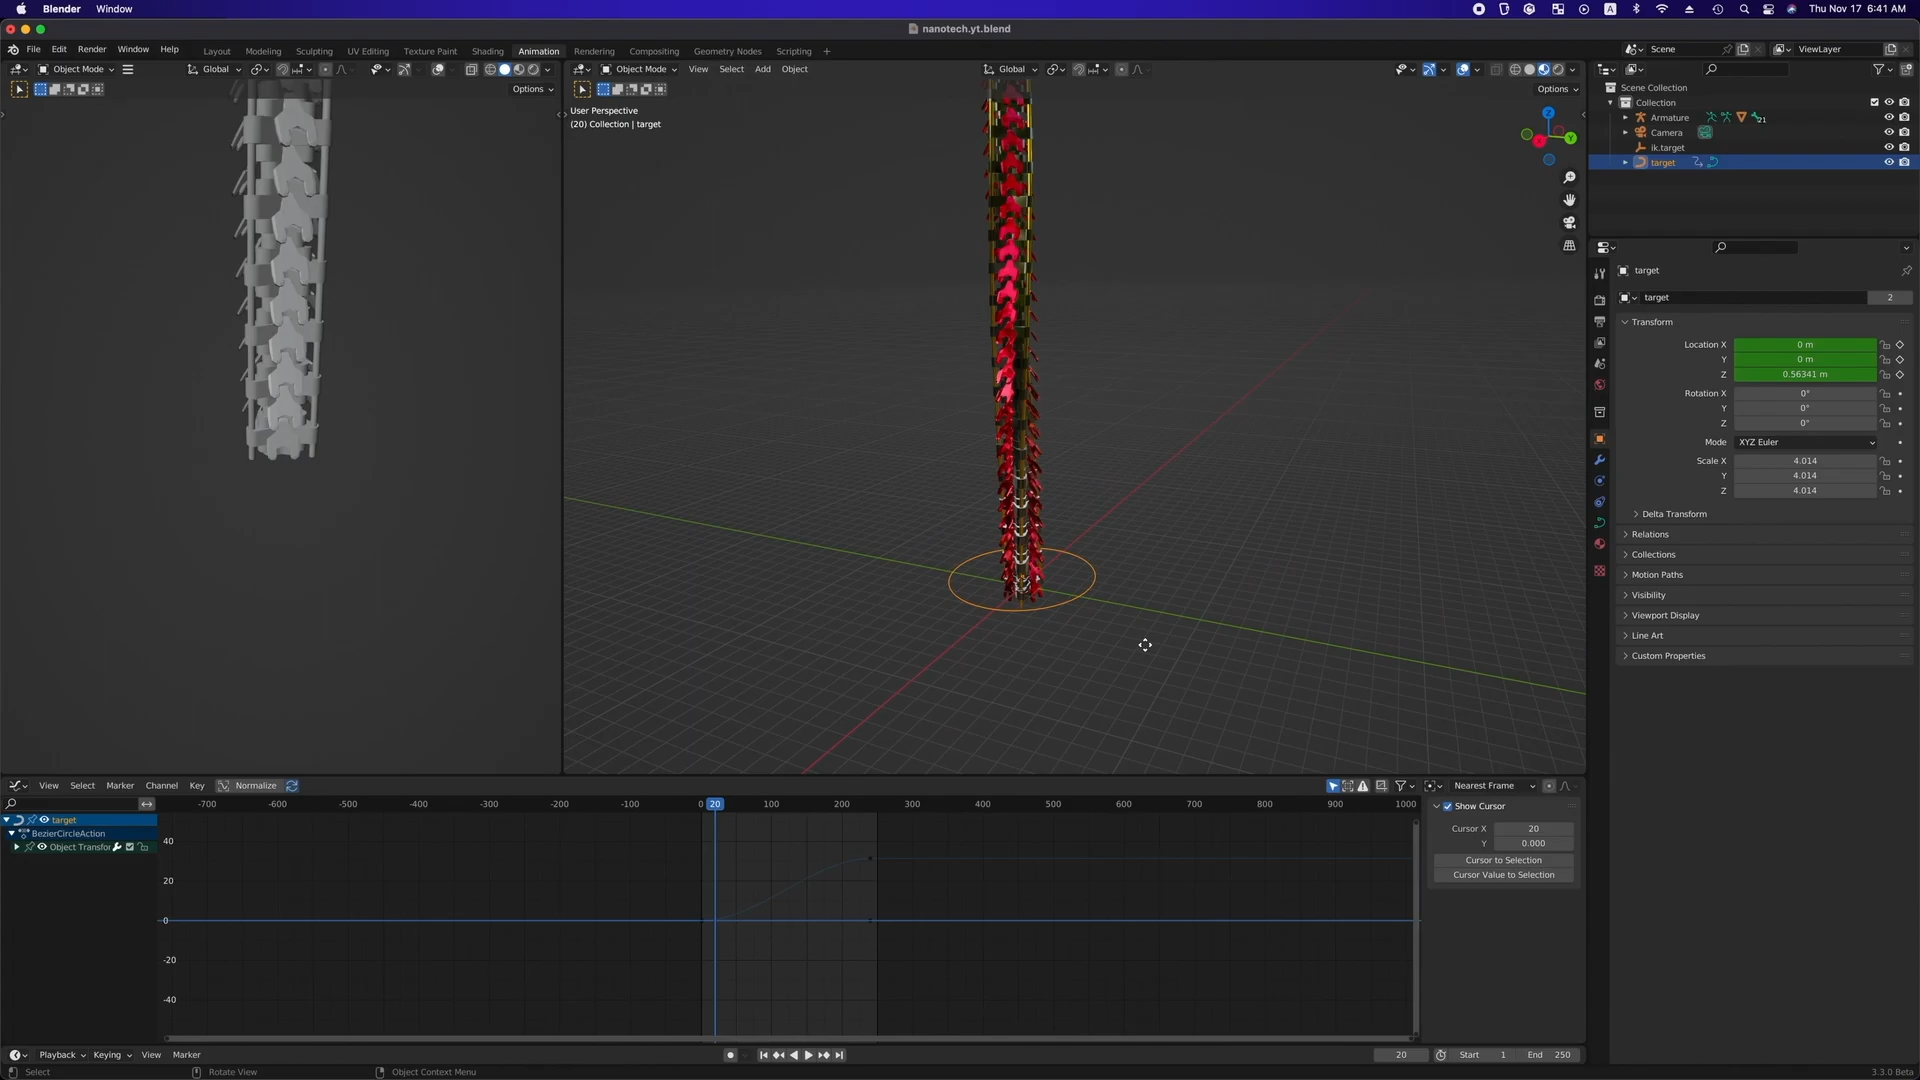 Blender Window Thu Nov 17 6:41 AM
nanotech.yt.blend
File Edit Render Window Help Layout Modeling Sculpting UV Editing Texture Paint Shading Animation Rendering Compositing Geometry Nodes Scripting + Scene ViewLayer
Object Mode Global Object Mode View Select Add Object Global
Options Options
User Perspective
(20) Collection | target
Z
Y
X
Scene Collection
Collection
Armature 21
Camera
ik.target
target
target
target 2
Transform
Location X 0 m
Y 0 m
Z 0.56341 m
Rotation X 0°
Y 0°
Z 0°
Mode XYZ Euler
Scale X 4.014
Y 4.014
Z 4.014
Delta Transform
Relations
Collections
Motion Paths
Visibility
Viewport Display
Line Art
Custom Properties
View Select Marker Channel Key Normalize Nearest Frame
-700 -600 -500 -400 -300 -200 -100 0 20 100 200 300 400 500 600 700 800 900 1000
target
BezierCircleAction
Object Transfor
40
20
0
-20
-40
Show Cursor
Cursor X 20
Y 0.000
Cursor to Selection
Cursor Value to Selection
Playback Keying View Marker 20 Start 1 End 250
Select Rotate View Object Context Menu 3.3.0 Beta